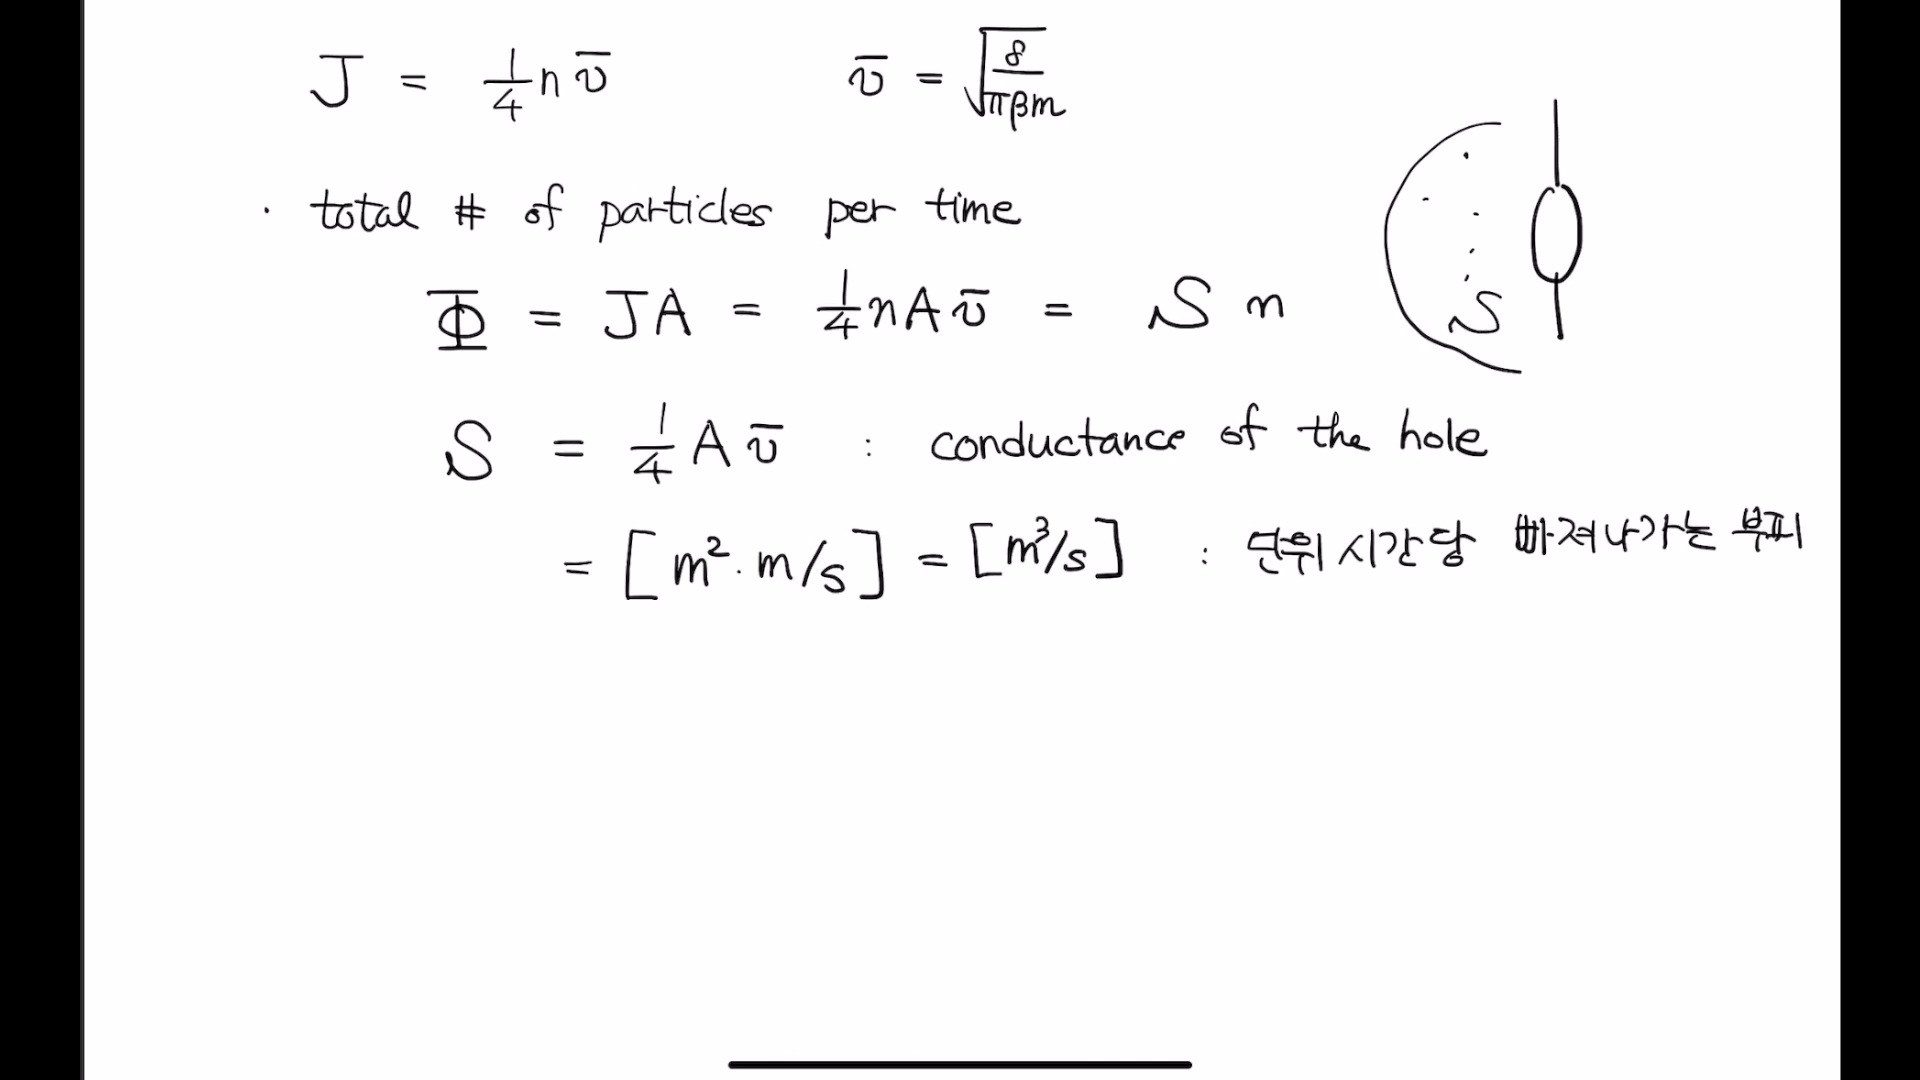 J = 1/4 n v̄    v̄ = √(8/πβm)
· total # of particles per time
Φ = JA = 1/4 n A v̄ = S n
S
S = 1/4 A v̄ : conductance of the hole
= [m²·m/s] = [m³/s] : 단위 시간당 빠져나가는 부피